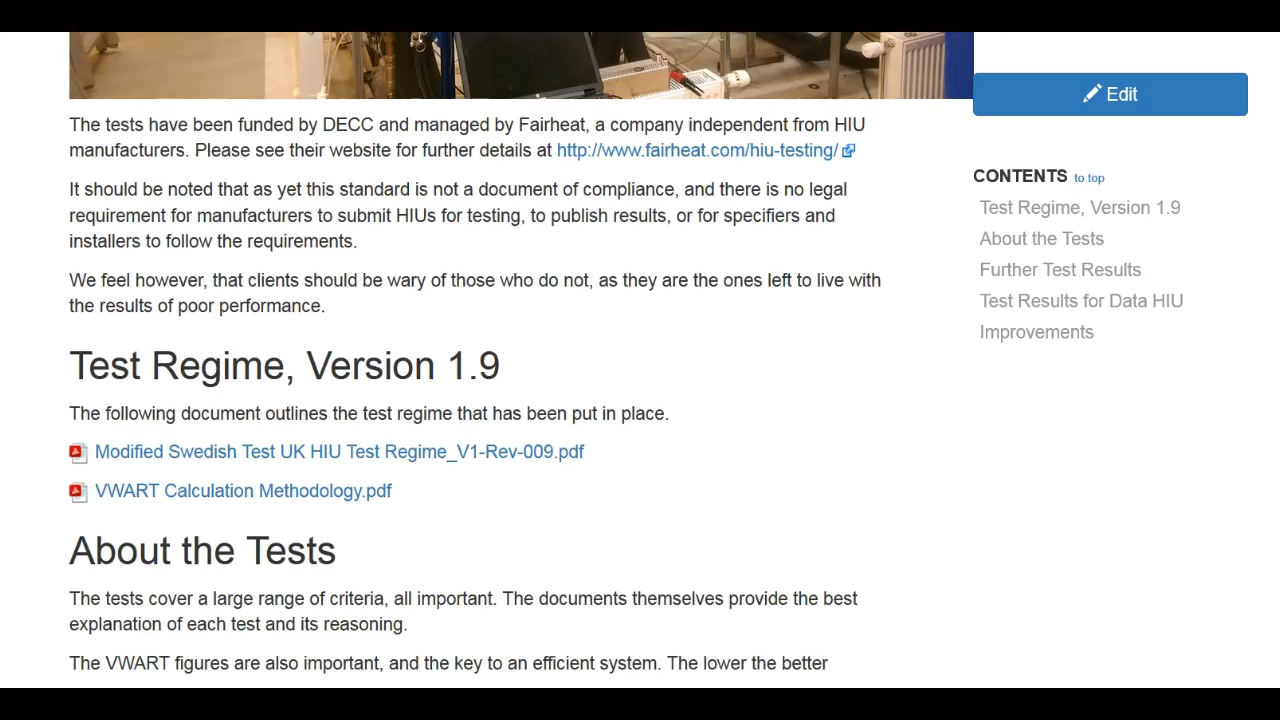 The tests have been funded by DECC and managed by Fairheat, a company independent from HIU
manufacturers. Please see their website for further details at http://www.fairheat.com/hiu-testing/
It should be noted that as yet this standard is not a document of compliance, and there is no legal
requirement for manufacturers to submit HIUs for testing, to publish results, or for specifiers and
installers to follow the requirements.
We feel however, that clients should be wary of those who do not, as they are the ones left to live with
the results of poor performance.
Test Regime, Version 1.9
The following document outlines the test regime that has been put in place.
Modified Swedish Test UK HIU Test Regime_V1-Rev-009.pdf
VWART Calculation Methodology.pdf
About the Tests
The tests cover a large range of criteria, all important. The documents themselves provide the best
explanation of each test and its reasoning.
The VWART figures are also important, and the key to an efficient system. The lower the better
Edit
CONTENTS to top
Test Regime, Version 1.9
About the Tests
Further Test Results
Test Results for Data HIU
Improvements